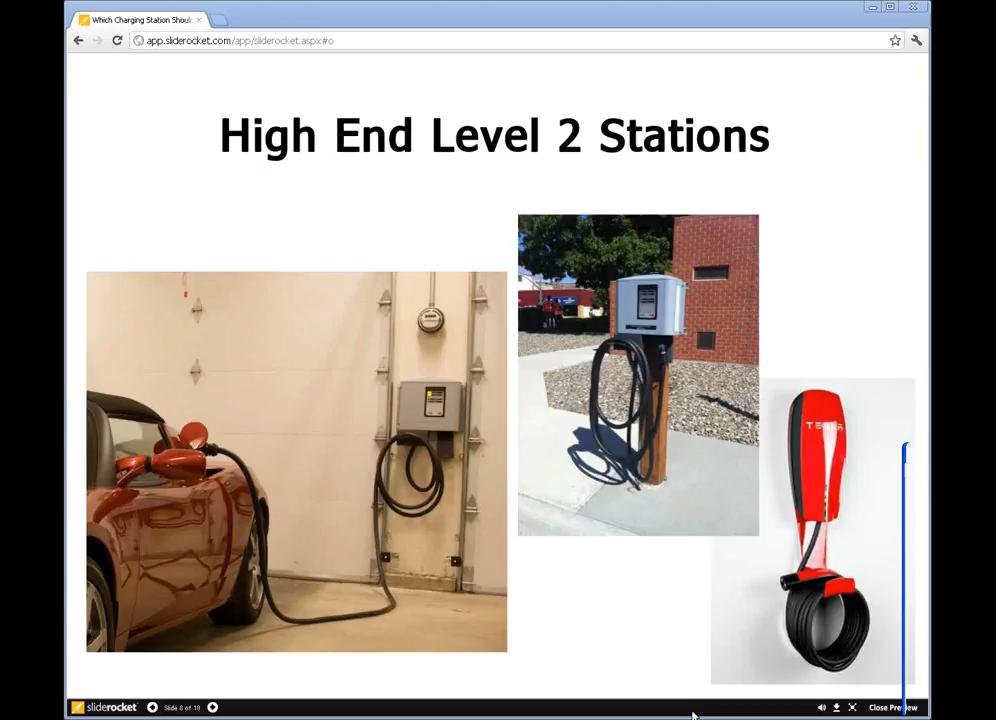 Which Charging Station Shoul
app.sliderocket.com/app/sliderocket.aspx#0
High End Level 2 Stations
TESLA
sliderocket
Slide 8 of 18
Close Preview